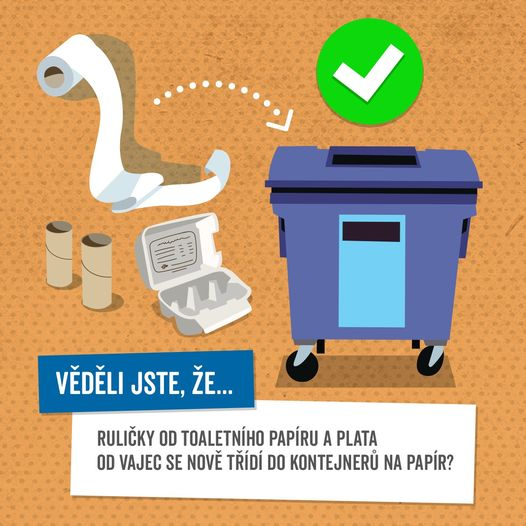 VĚDĚLI JSTE, ŽE...
RULIČKY OD TOALETNÍHO PAPÍRU A PLATA
OD VAJEC SE NOVĚ TŘÍDÍ DO KONTEJNERŮ NA PAPÍR?